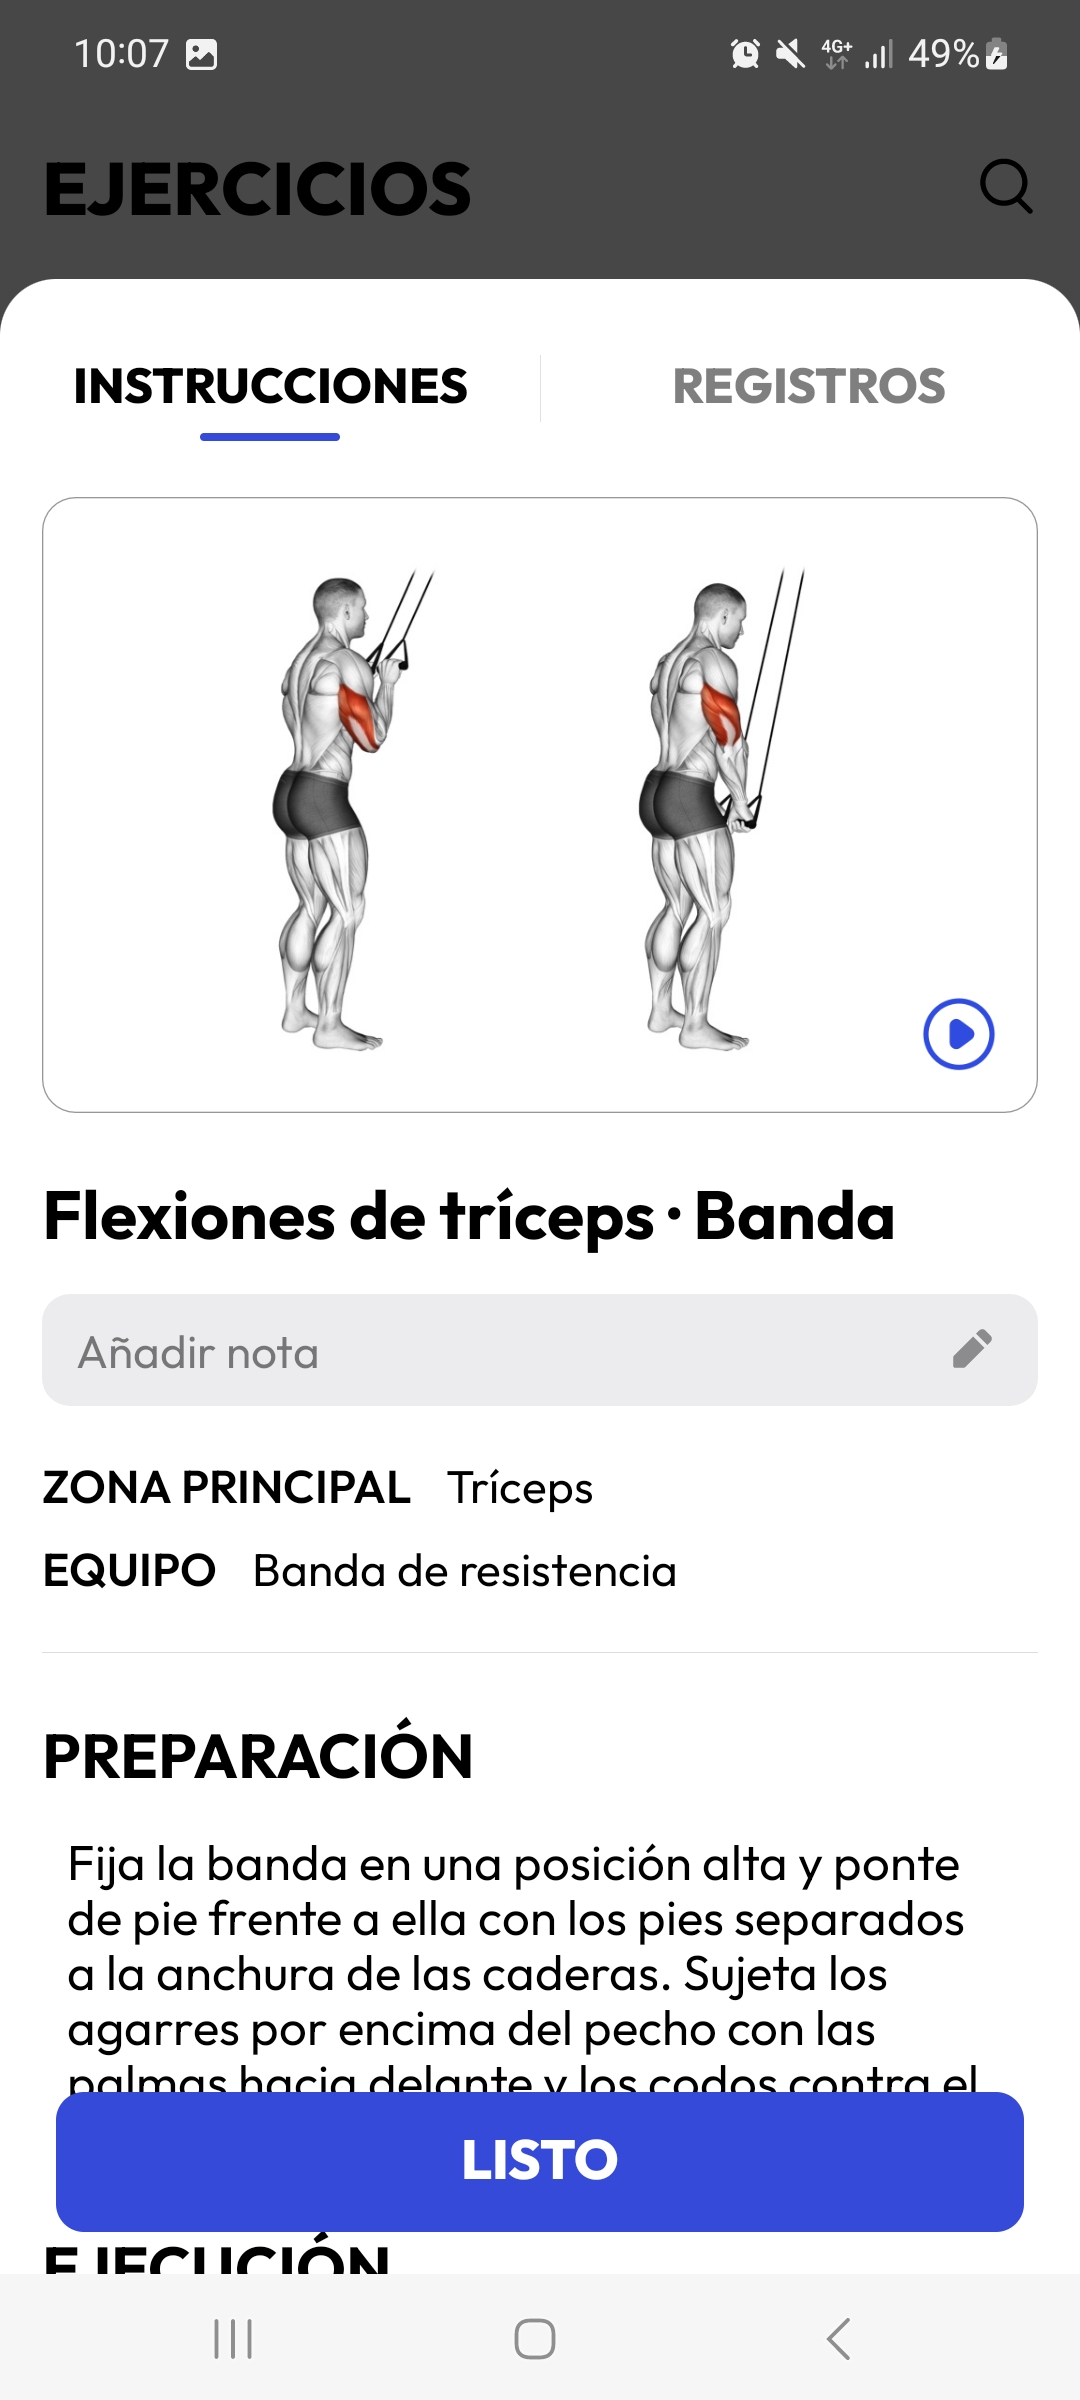 10:07
4G+
49%
EJERCICIOS
INSTRUCCIONES
REGISTROS
Flexiones de tríceps · Banda
Añadir nota
ZONA PRINCIPAL Tríceps
EQUIPO Banda de resistencia
PREPARACIÓN
Fija la banda en una posición alta y ponte
de pie frente a ella con los pies separados
a la anchura de las caderas. Sujeta los
agarres por encima del pecho con las
palmas hacia delante y los codos contra el
LISTO
EJECUCIÓN